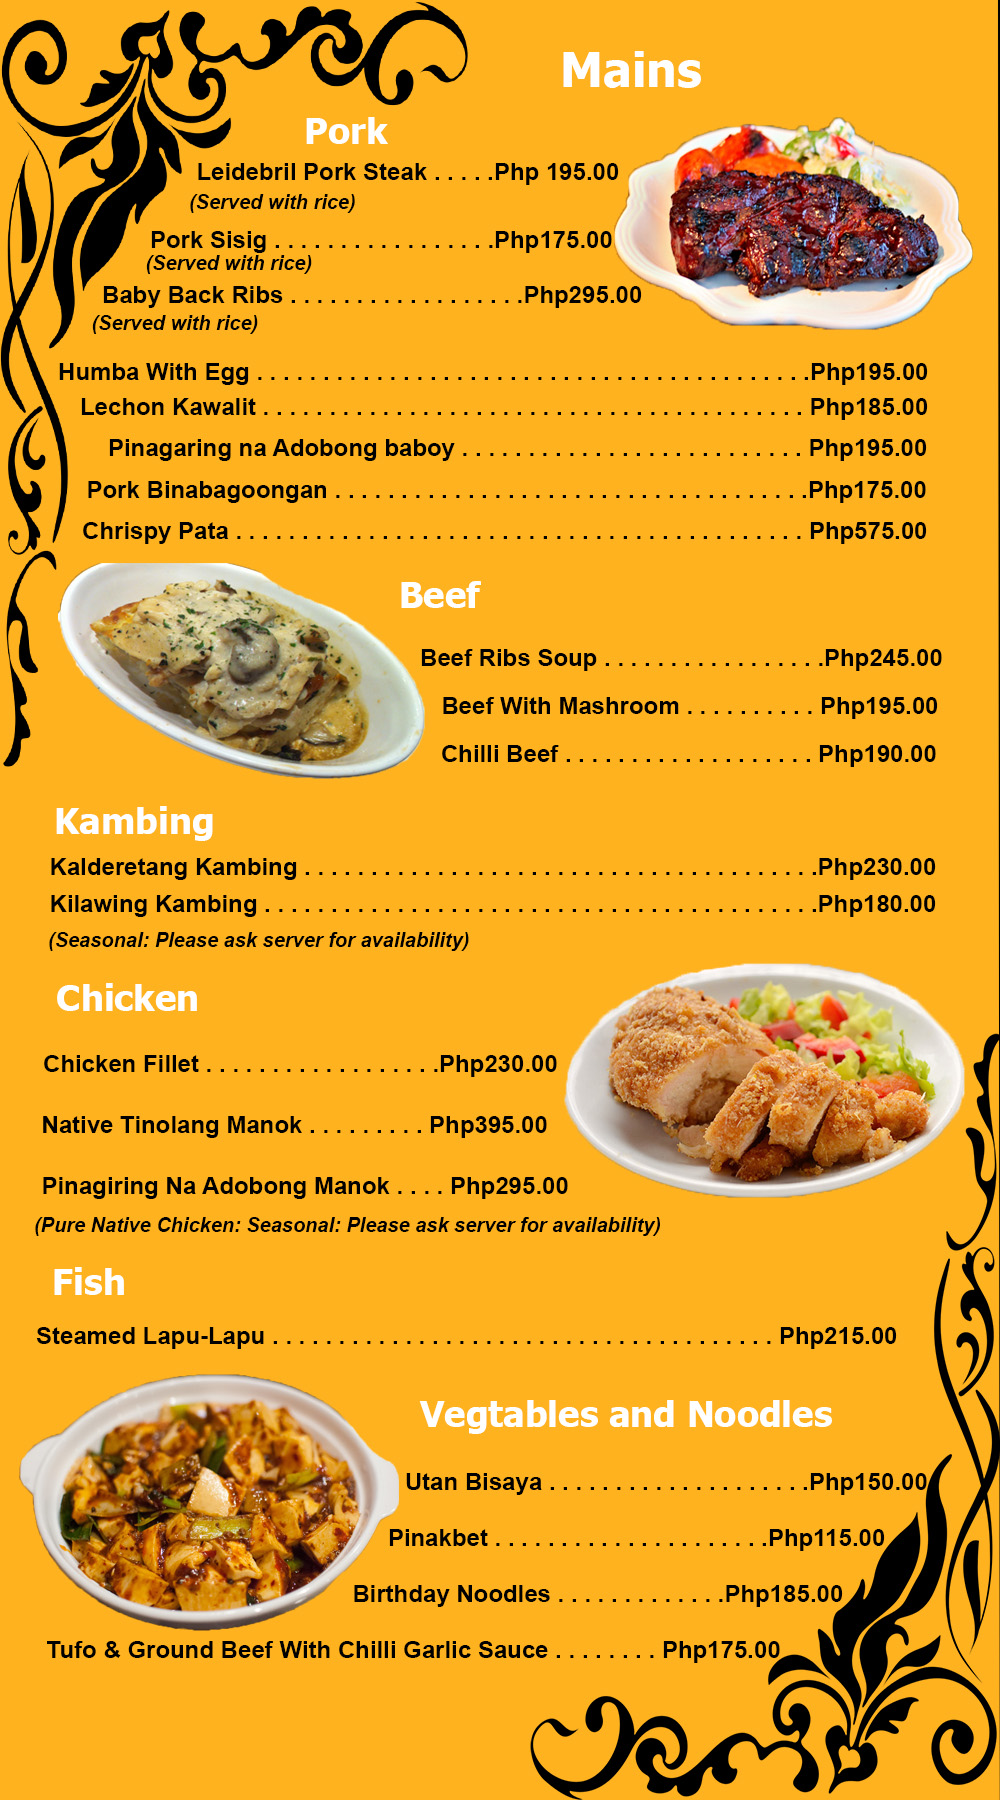 Mains
Pork
Leidebril Pork Steak . . . . .Php 195.00
(Served with rice)
Pork Sisig . . . . . . . . . . . . . . . . .Php175.00
(Served with rice)
Baby Back Ribs . . . . . . . . . . . . . . . . . .Php295.00
(Served with rice)
Humba With Egg . . . . . . . . . . . . . . . . . . . . . . . . . . . . . . . . . . . . . . . . . .Php195.00
Lechon Kawalit . . . . . . . . . . . . . . . . . . . . . . . . . . . . . . . . . . . . . . . . . Php185.00
Pinagaring na Adobong baboy . . . . . . . . . . . . . . . . . . . . . . . . . . Php195.00
Pork Binabagoongan . . . . . . . . . . . . . . . . . . . . . . . . . . . . . . . . . . . .Php175.00
Chrispy Pata . . . . . . . . . . . . . . . . . . . . . . . . . . . . . . . . . . . . . . . . . . . Php575.00
Beef
Beef Ribs Soup . . . . . . . . . . . . . . . . .Php245.00
Beef With Mashroom . . . . . . . . . . Php195.00
Chilli Beef . . . . . . . . . . . . . . . . . . . Php190.00
Kambing
Kalderetang Kambing . . . . . . . . . . . . . . . . . . . . . . . . . . . . . . . . . . . . . . .Php230.00
Kilawing Kambing . . . . . . . . . . . . . . . . . . . . . . . . . . . . . . . . . . . . . . . . . .Php180.00
(Seasonal: Please ask server for availability)
Chicken
Chicken Fillet . . . . . . . . . . . . . . . . . .Php230.00
Native Tinolang Manok . . . . . . . . . Php395.00
Pinagiring Na Adobong Manok . . . . Php295.00
(Pure Native Chicken: Seasonal: Please ask server for availability)
Fish
Steamed Lapu-Lapu . . . . . . . . . . . . . . . . . . . . . . . . . . . . . . . . . . . . . . Php215.00
Vegtables and Noodles
Utan Bisaya . . . . . . . . . . . . . . . . . . . .Php150.00
Pinakbet . . . . . . . . . . . . . . . . . . . . .Php115.00
Birthday Noodles . . . . . . . . . . . . .Php185.00
Tufo & Ground Beef With Chilli Garlic Sauce . . . . . . . . Php175.00